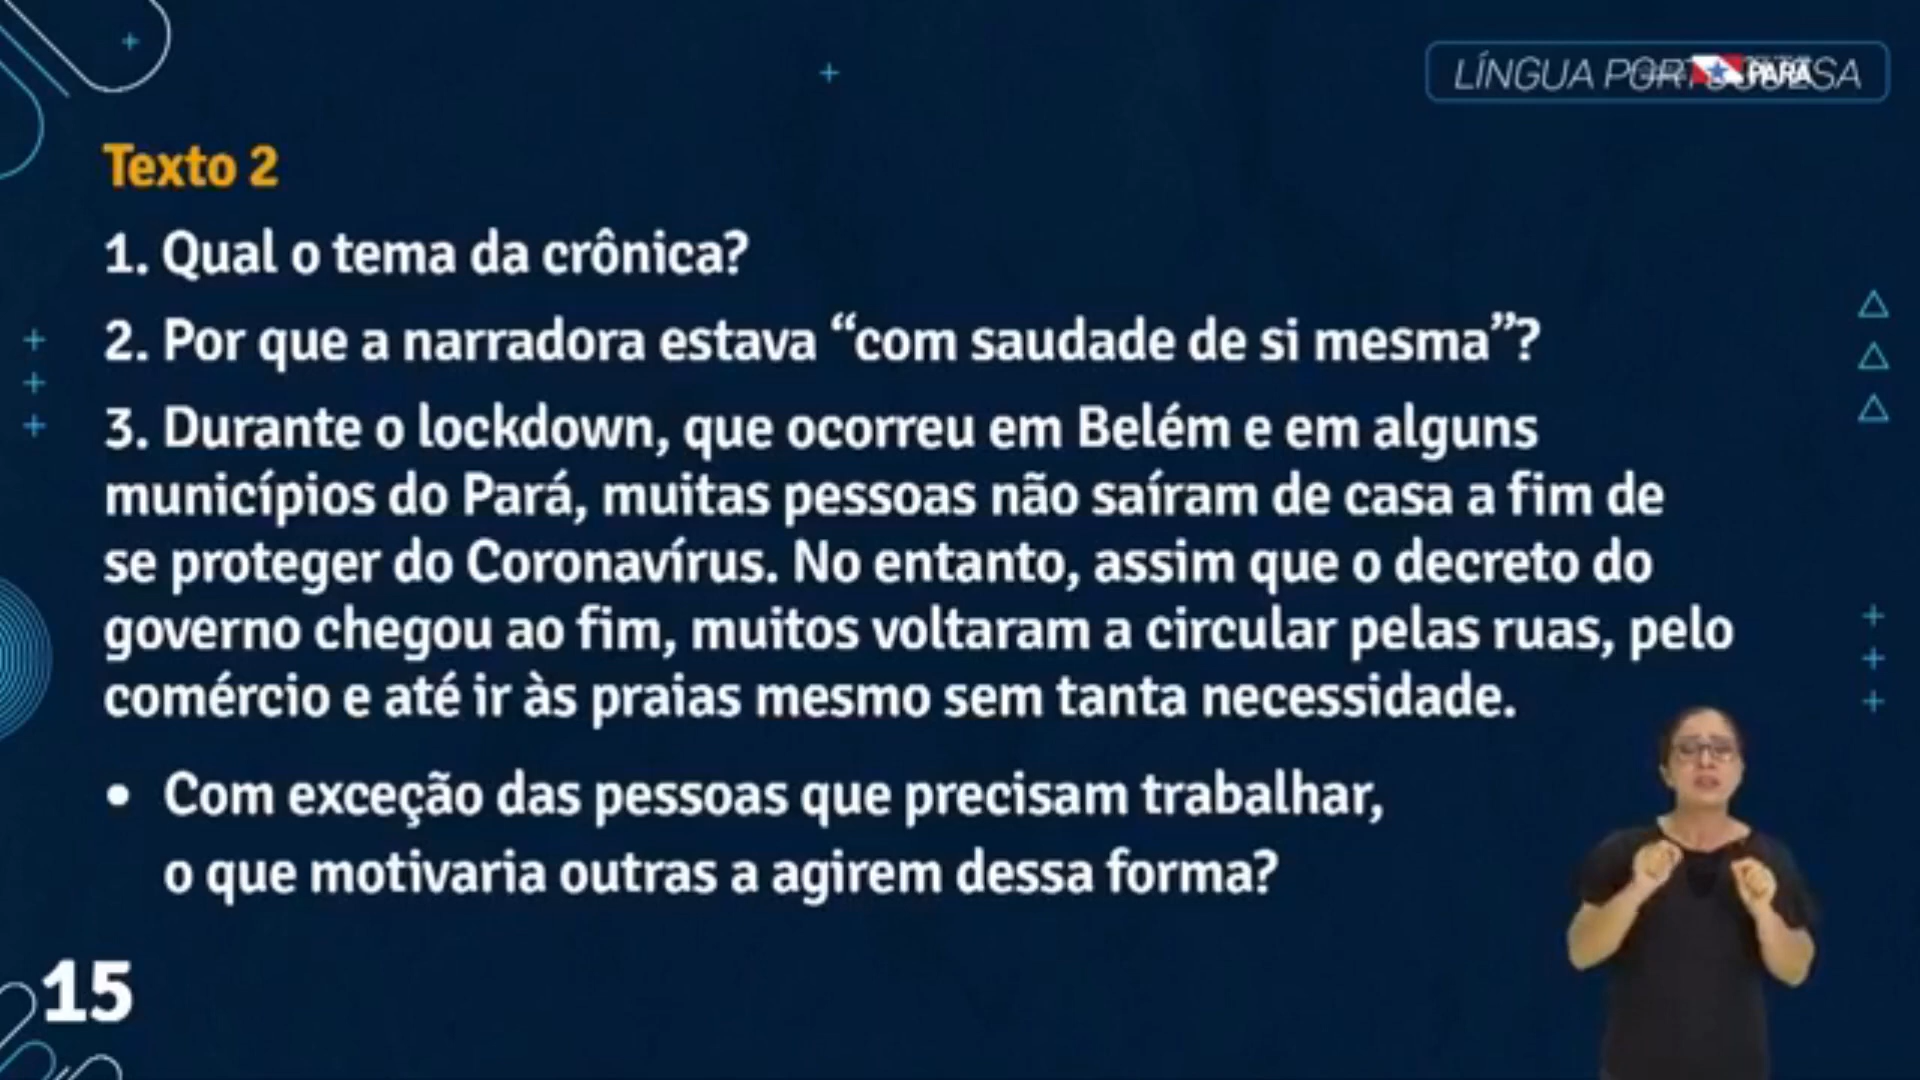 LÍNGUA PORTUGUESA
PARÁ
Texto 2
1. Qual o tema da crônica?
2. Por que a narradora estava “com saudade de si mesma”?
3. Durante o lockdown, que ocorreu em Belém e em alguns
municípios do Pará, muitas pessoas não saíram de casa a fim de
se proteger do Coronavírus. No entanto, assim que o decreto do
governo chegou ao fim, muitos voltaram a circular pelas ruas, pelo
comércio e até ir às praias mesmo sem tanta necessidade.
• Com exceção das pessoas que precisam trabalhar,
o que motivaria outras a agirem dessa forma?
15